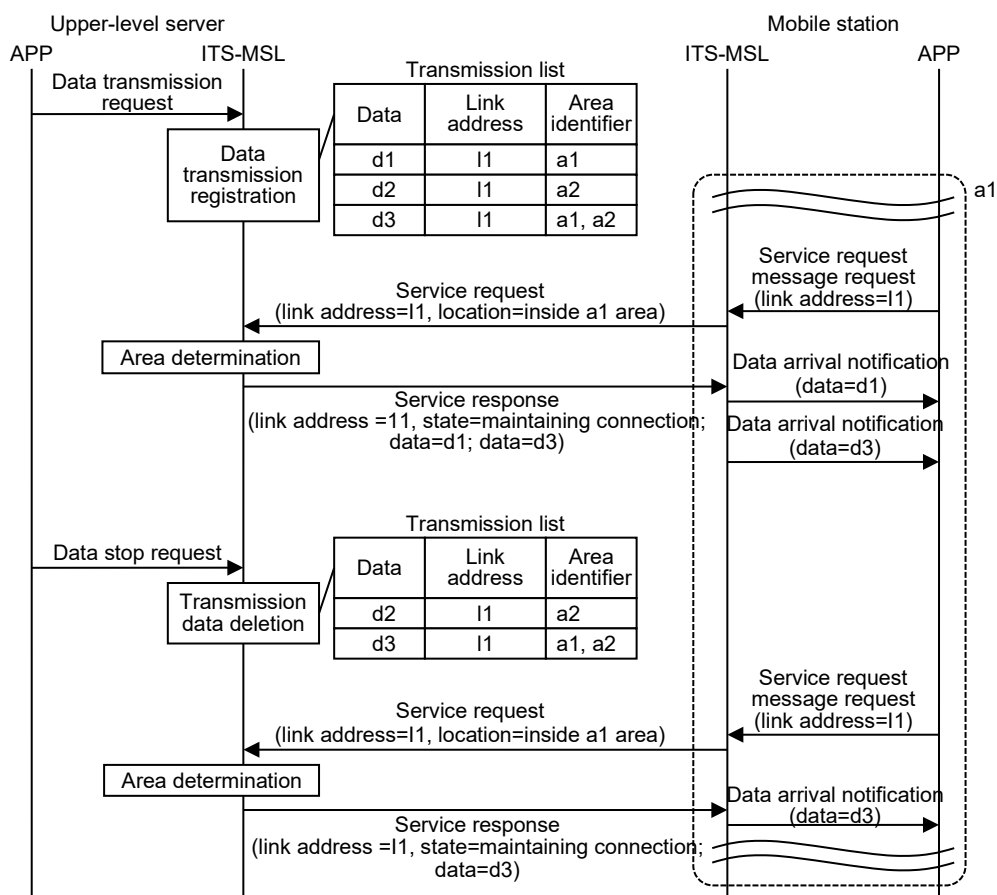 Upper-level server
Mobile station
APP
ITS-MSL
ITS-MSL
APP
Data transmission
request
Transmission list
Data
Link
address
Area
identifier
d1
l1
a1
d2
l1
a2
d3
l1
a1, a2
Data
transmission
registration
a1
Service request
message request
(link address=l1)
Service request
(link address=l1, location=inside a1 area)
Area determination
Data arrival notification
(data=d1)
Service response
(link address =11, state=maintaining connection;
data=d1; data=d3)
Data arrival notification
(data=d3)
Transmission list
Data stop request
Data
Link
address
Area
identifier
d2
l1
a2
d3
l1
a1, a2
Transmission
data deletion
Service request
message request
(link address=l1)
Service request
(link address=l1, location=inside a1 area)
Area determination
Data arrival notification
(data=d3)
Service response
(link address =l1, state=maintaining connection;
data=d3)